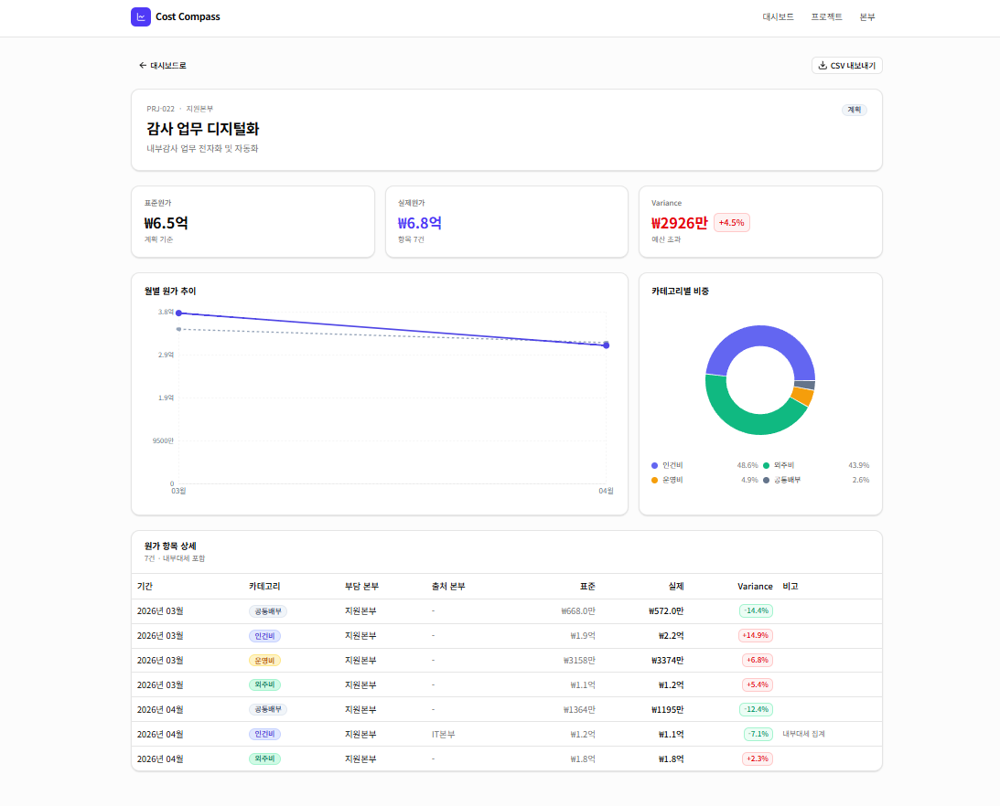 Cost Compass 대시보드 프로젝트 본부
← 대시보드로 CSV 내보내기
PRJ-022 · 지원본부 계획
감사 업무 디지털화
내부감사 업무 전자화 및 자동화
표준원가
₩6.5억
계획 기준
실제원가
₩6.8억
항목 7건
Variance
₩2926만 +4.5%
예산 초과
월별 원가 추이
3.8억
2.9억
1.9억
9500만
0
03월 04월
카테고리별 비중
인건비 48.6% 외주비 43.9%
운영비 4.9% 공통배부 2.6%
원가 항목 상세
7건 · 내부대체 포함
기간 카테고리 부담 본부 출처 본부 표준 실제 Variance 비고
2026년 03월 공통배부 지원본부 - ₩668.0만 ₩572.0만 -14.4%
2026년 03월 인건비 지원본부 - ₩1.9억 ₩2.2억 +14.9%
2026년 03월 운영비 지원본부 - ₩3158만 ₩3374만 +6.8%
2026년 03월 외주비 지원본부 - ₩1.1억 ₩1.2억 +5.4%
2026년 04월 공통배부 지원본부 - ₩1364만 ₩1195만 -12.4%
2026년 04월 인건비 지원본부 IT본부 ₩1.2억 ₩1.1억 -7.1% 내부대체 집계
2026년 04월 외주비 지원본부 - ₩1.8억 ₩1.8억 +2.3%